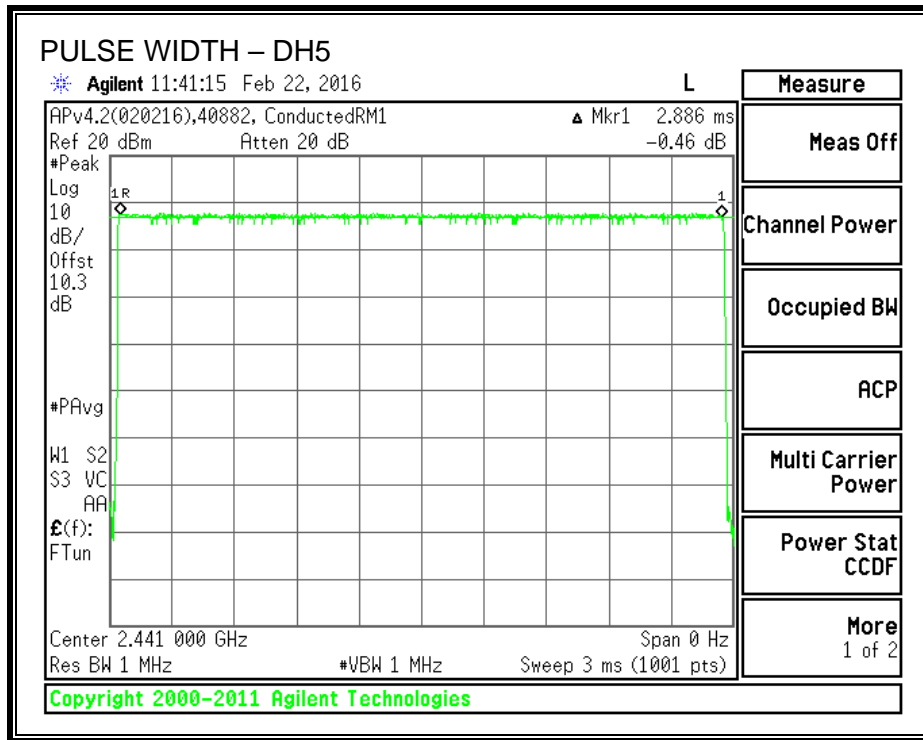 PULSE WIDTH – DH5
Agilent 11:41:15 Feb 22, 2016 L
APv4.2(020216),40882, ConductedRM1 Δ Mkr1 2.886 ms
Ref 20 dBm Atten 20 dB -0.46 dB
#Peak
Log
10
dB/
Offst
10.3
dB
1R
1
#PAvg
W1 S2
S3 VC
AA
£(f):
FTun
Center 2.441 000 GHz Span 0 Hz
Res BW 1 MHz #VBW 1 MHz Sweep 3 ms (1001 pts)
Copyright 2000-2011 Agilent Technologies
Measure
Meas Off
Channel Power
Occupied BW
ACP
Multi Carrier
Power
Power Stat
CCDF
More
1 of 2